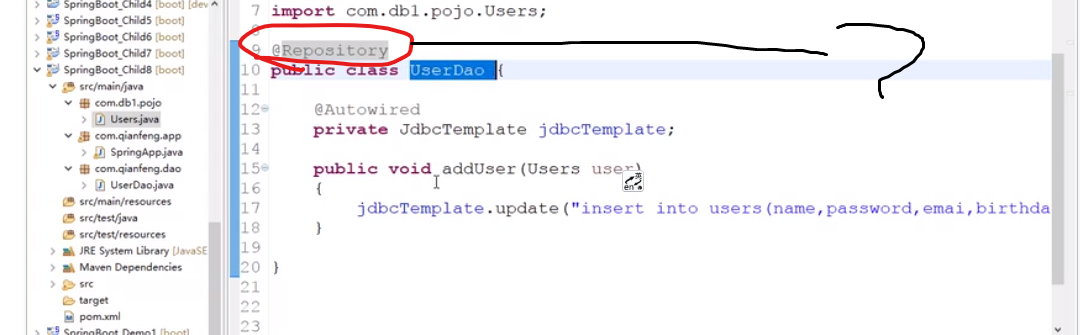 SpringBoot_Child4 [boot] [dev
SpringBoot_Child5 [boot]
SpringBoot_Child6 [boot]
SpringBoot_Child7 [boot]
SpringBoot_Child8 [boot]
src/main/java
com.db1.pojo
Users.java
com.qianfeng.app
SpringApp.java
com.qianfeng.dao
UserDao.java
src/main/resources
src/test/java
src/test/resources
JRE System Library [JavaSE
Maven Dependencies
src
target
pom.xml
SpringBoot_Demo1 [boot]
7 import com.db1.pojo.Users;
8
9 @Repository ?
10 public class UserDao {
11
12 @Autowired
13 private JdbcTemplate jdbcTemplate;
14
15 public void addUser(Users user)
16 {
17 jdbcTemplate.update("insert into users(name,password,emai,birthda
18 }
19
20 }
21
22
23